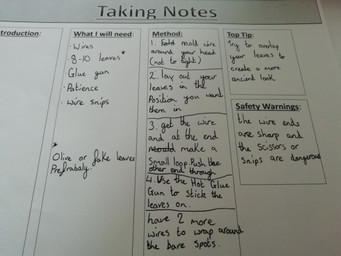 Taking Notes
troduction:
What I will need:
· Wires
· 8-10 leaves*
· Glue gun
· Patience
· wire snips
*
Olive or fake leaves
Prefrabaly.
Method:
1. mold wire
around your head
(not to tight)
2. lay out your
leaves in the
Position you want
them in
3. get the wire
and at the end
make a
Small loop. Push the
other end through
4. Use the Hot Glue
Gun to Stick the
leaves on.
have 2 more
wires to wrap around
the bare spots.
Top Tip:
Try to overlap
your leaves to
create a more
ancient look
Safety Warnings:
the wire ends
are sharp and
the scissors or
snips are dangerous